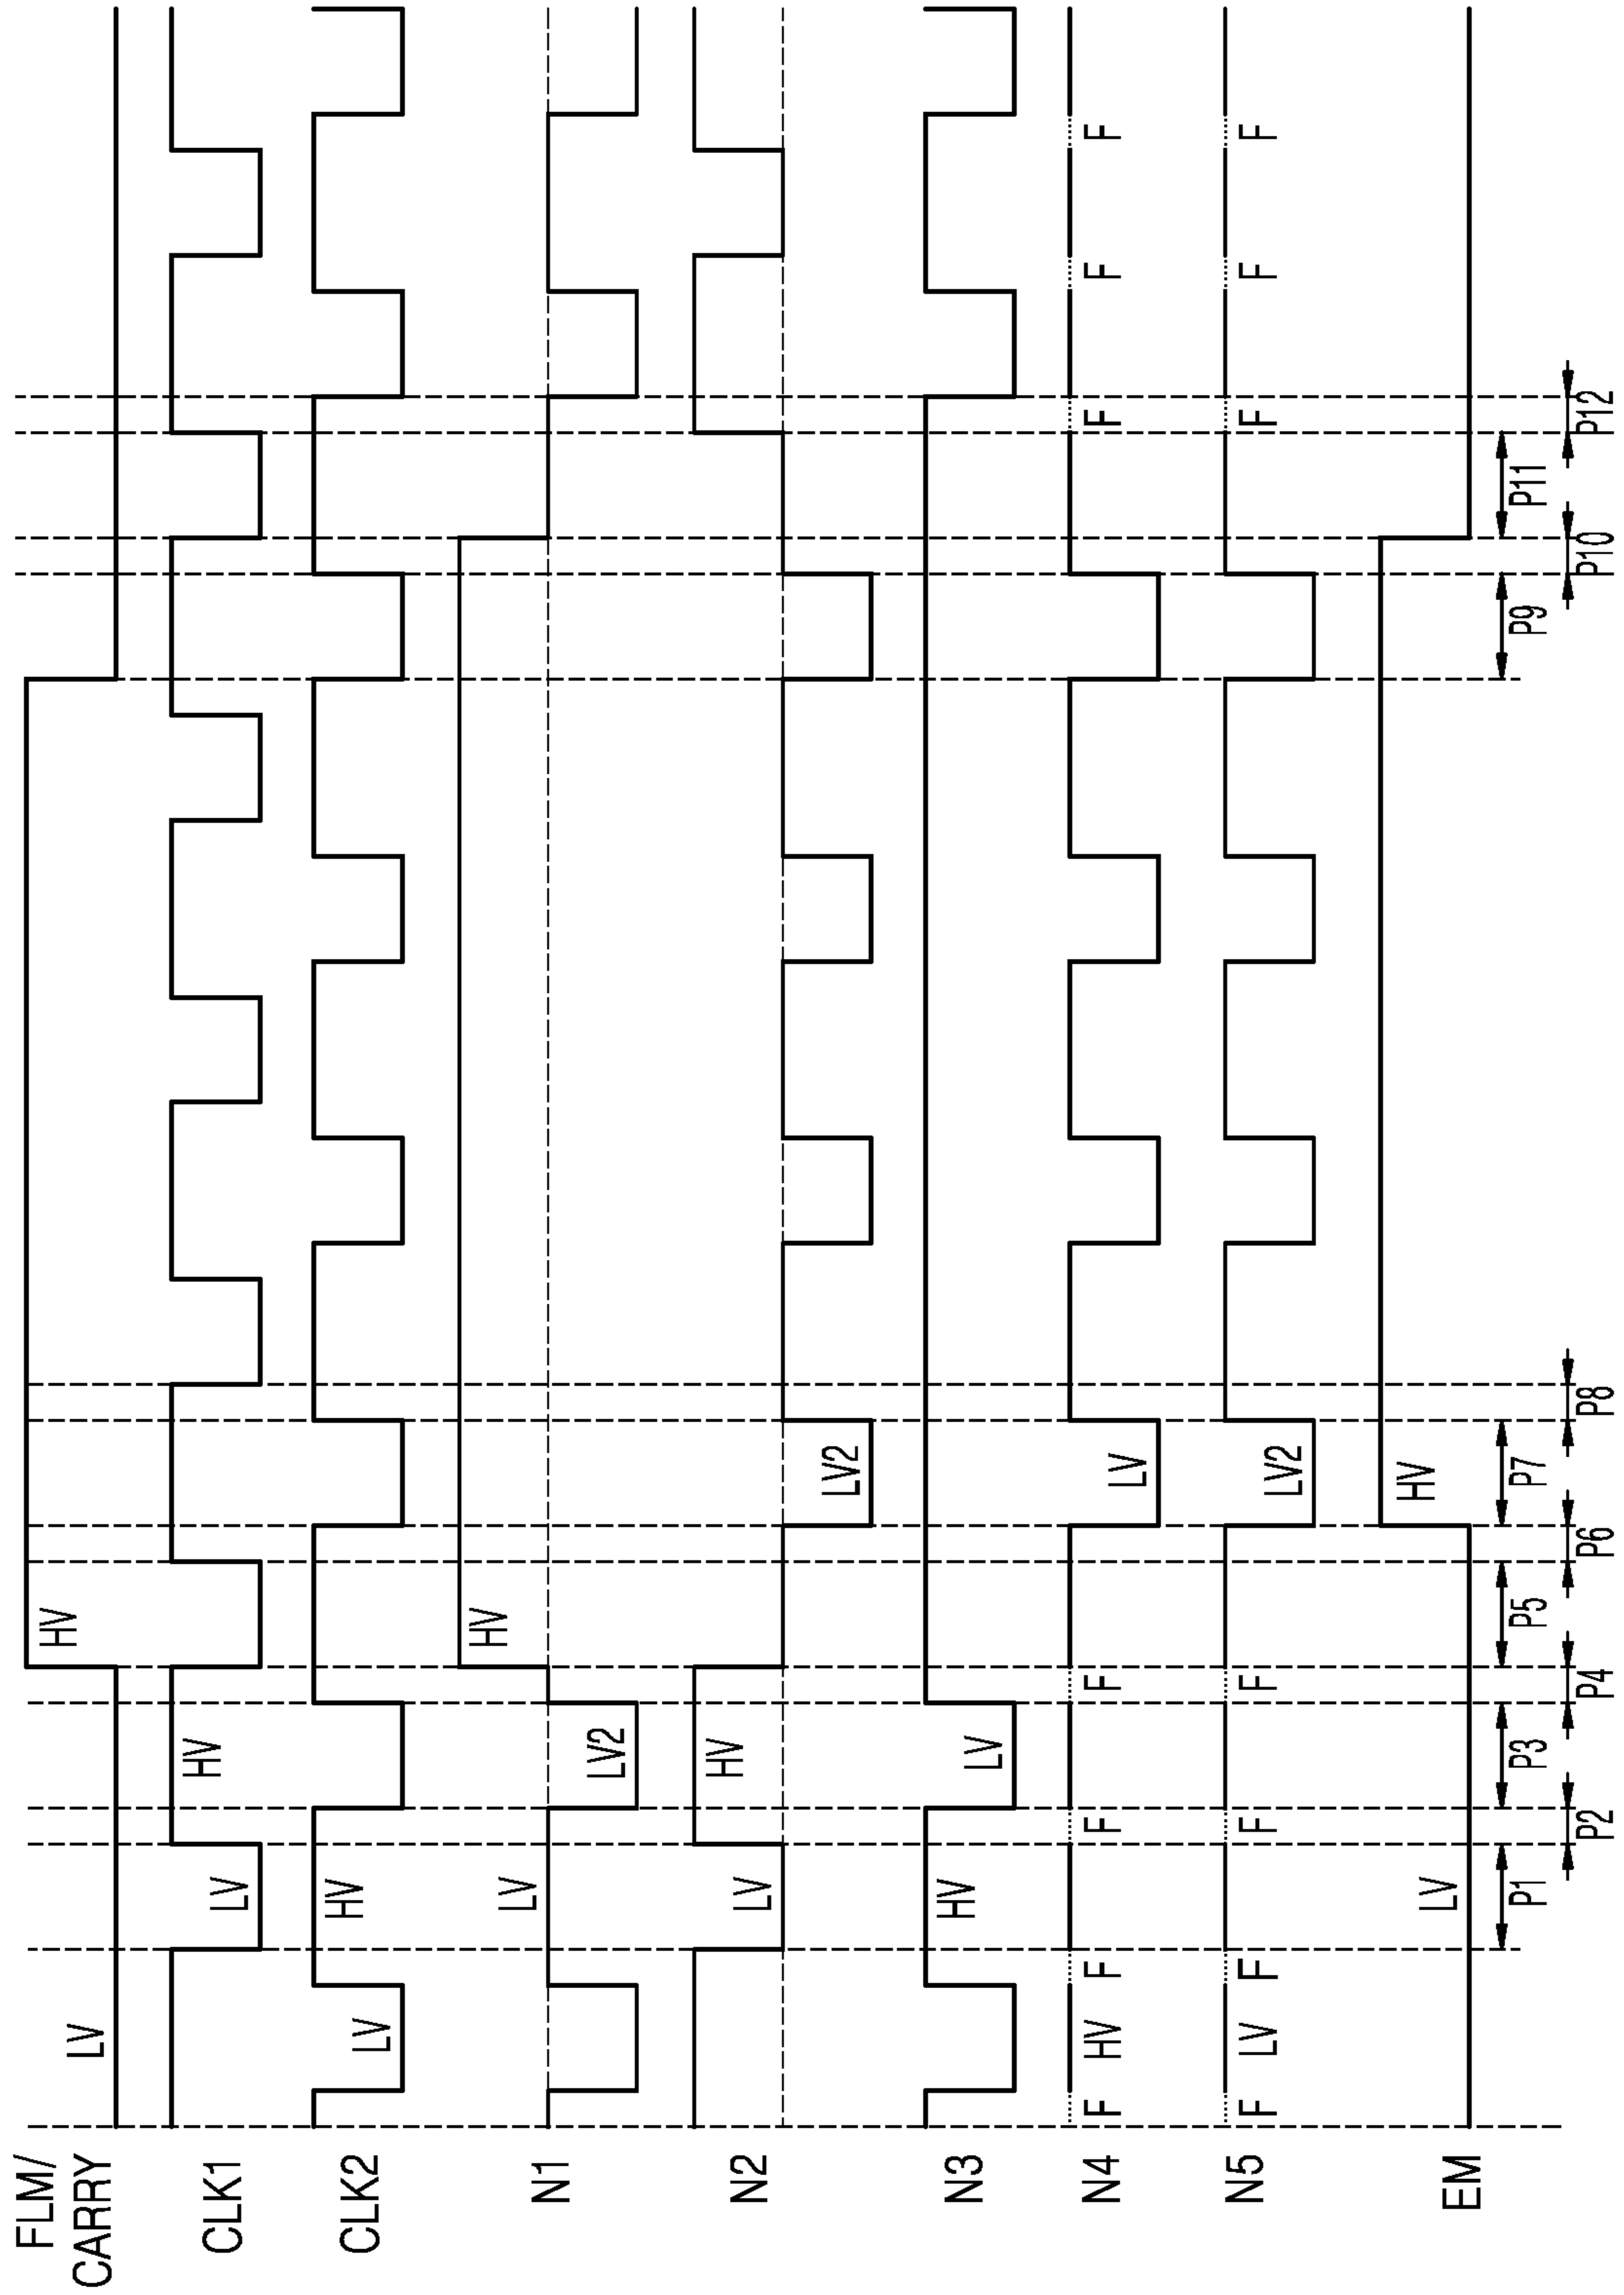 FLM/
CARRY
LV
HV
CLK1
LV
HV
CLK2
LV
HV
N1
LV
LV2
HV
N2
LV
HV
LV2
N3
HV
LV
N4
F
HV
F
F
F
LV
F
F
F
N5
F
LV
F
F
F
LV2
F
F
F
EM
LV
HV
P1
P3
P5
P7
P9
P11
P2
P4
P6
P8
P10
P12